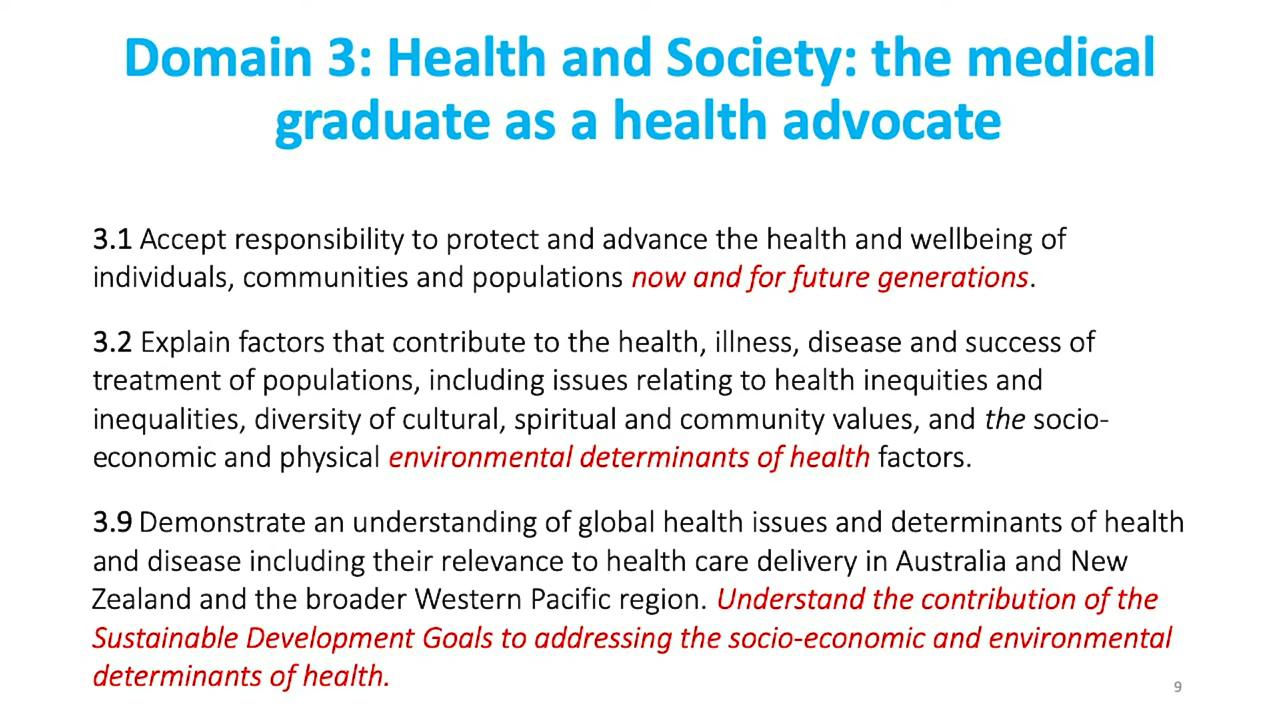 Domain 3: Health and Society: the medical
graduate as a health advocate
3.1 Accept responsibility to protect and advance the health and wellbeing of
individuals, communities and populations now and for future generations.
3.2 Explain factors that contribute to the health, illness, disease and success of
treatment of populations, including issues relating to health inequities and
inequalities, diversity of cultural, spiritual and community values, and the socio-
economic and physical environmental determinants of health factors.
3.9 Demonstrate an understanding of global health issues and determinants of health
and disease including their relevance to health care delivery in Australia and New
Zealand and the broader Western Pacific region. Understand the contribution of the
Sustainable Development Goals to addressing the socio-economic and environmental
determinants of health.
9